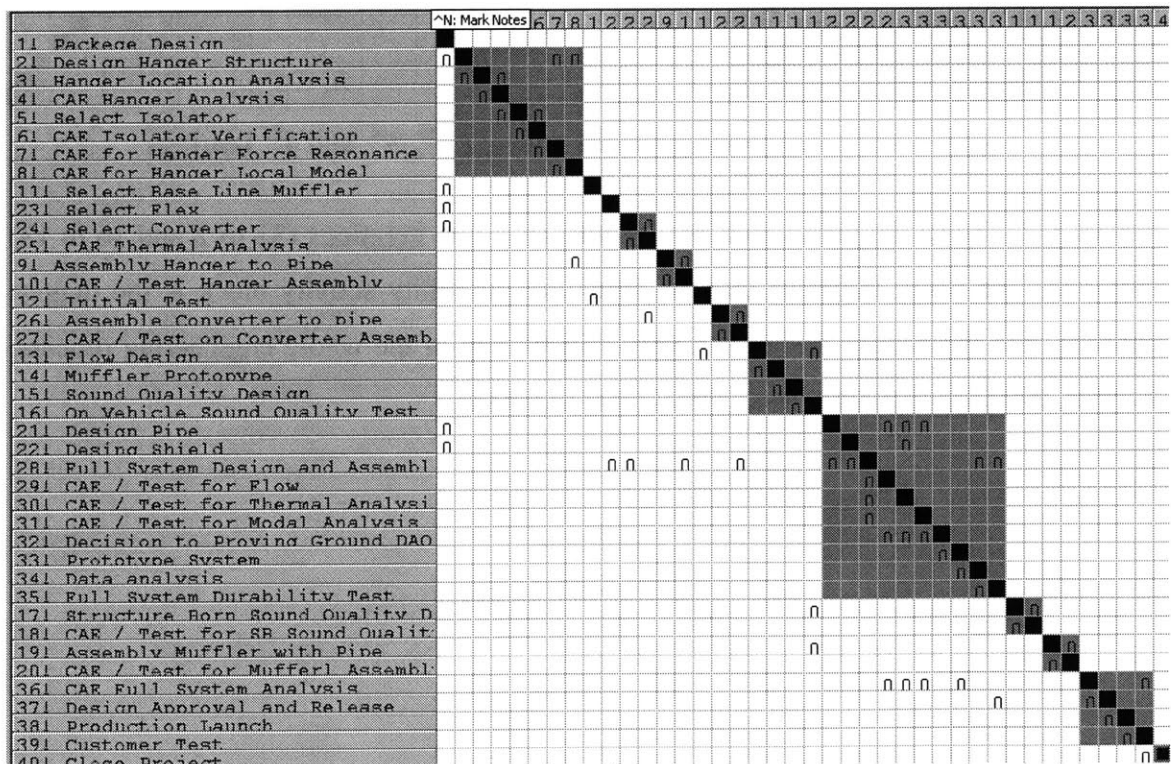 ^N: Mark Notes 6 7 8 1 2 2 2 9 1 1 2 2 1 1 1 1 2 2 2 2 3 3 3 3 3 3 1 1 1 2 3 3 3 3 4
1 Package Design
2 Design Hanger Structure
3 Hanger Location Analysis
4 CAE Hanger Analysis
5 Select Isolator
6 CAE Isolator Verification
7 CAE for Hanger Force Resonance
8 CAE for Hanger Local Model
11 Select Base Line Muffler
23 Select Flex
24 Select Converter
25 CAE Thermal Analysis
9 Assembly Hanger to Pipe
10 CAE / Test Hanger Assembly
12 Initial Test
26 Assemble Converter to pipe
27 CAE / Test on Converter Assemb
13 Flow Design
14 Muffler Prototype
15 Sound Quality Design
16 On Vehicle Sound Quality Test
21 Design Pipe
22 Desing Shield
28 Full System Design and Assembl
29 CAE / Test for Flow
30 CAE / Test for Thermal Analysi
31 CAE / Test for Modal Analysis
32 Decision to Proving Ground DAQ
33 Prototype System
34 Data analysis
35 Full System Durability Test
17 Structure Born Sound Quality D
18 CAE / Test for SB Sound Qualit
19 Assembly Muffler with Pipe
20 CAE / Test for Mufferl Assembl
36 CAE Full System Analysis
37 Design Approval and Release
38 Production Launch
39 Customer Test
40 Close Project